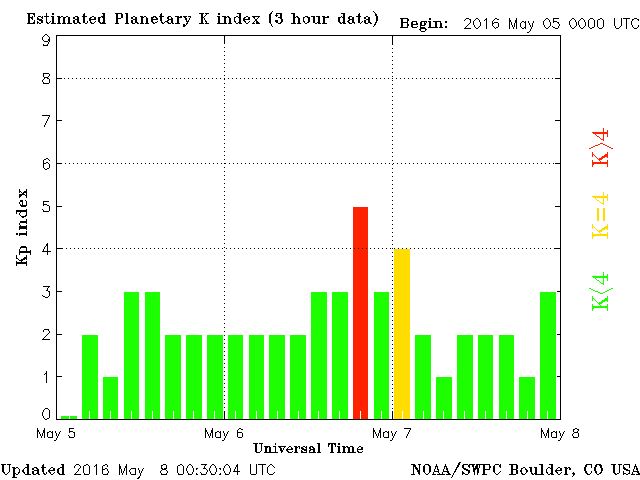 Estimated Planetary K index (3 hour data) Begin: 2016 May 05 0000 UTC
9
8
7
6
5
4
3
2
1
0
Kp index
K>4
K=4
K<4
May 5 May 6 May 7 May 8
Universal Time
Updated 2016 May 8 00:30:04 UTC NOAA/SWPC Boulder, CO USA